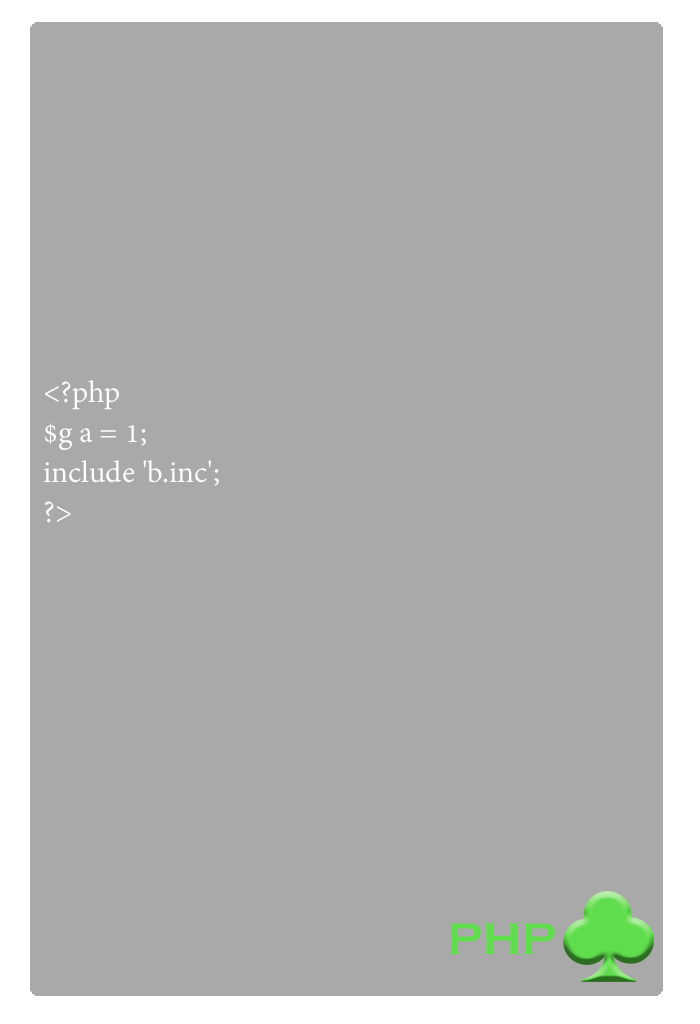 <?php
$g a = 1;
include 'b.inc';
?>
PHP